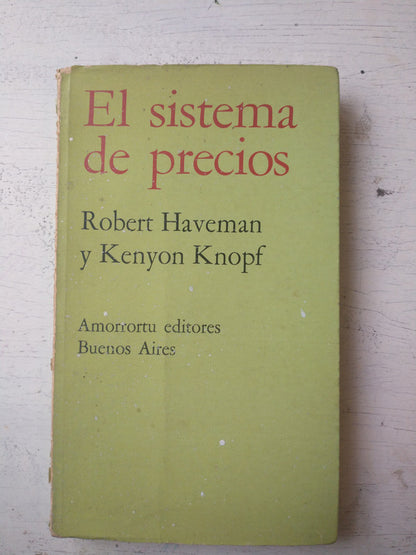 El sistema
de precios
Robert Haveman
y Kenyon Knopf
Amorrortu editores
Buenos Aires